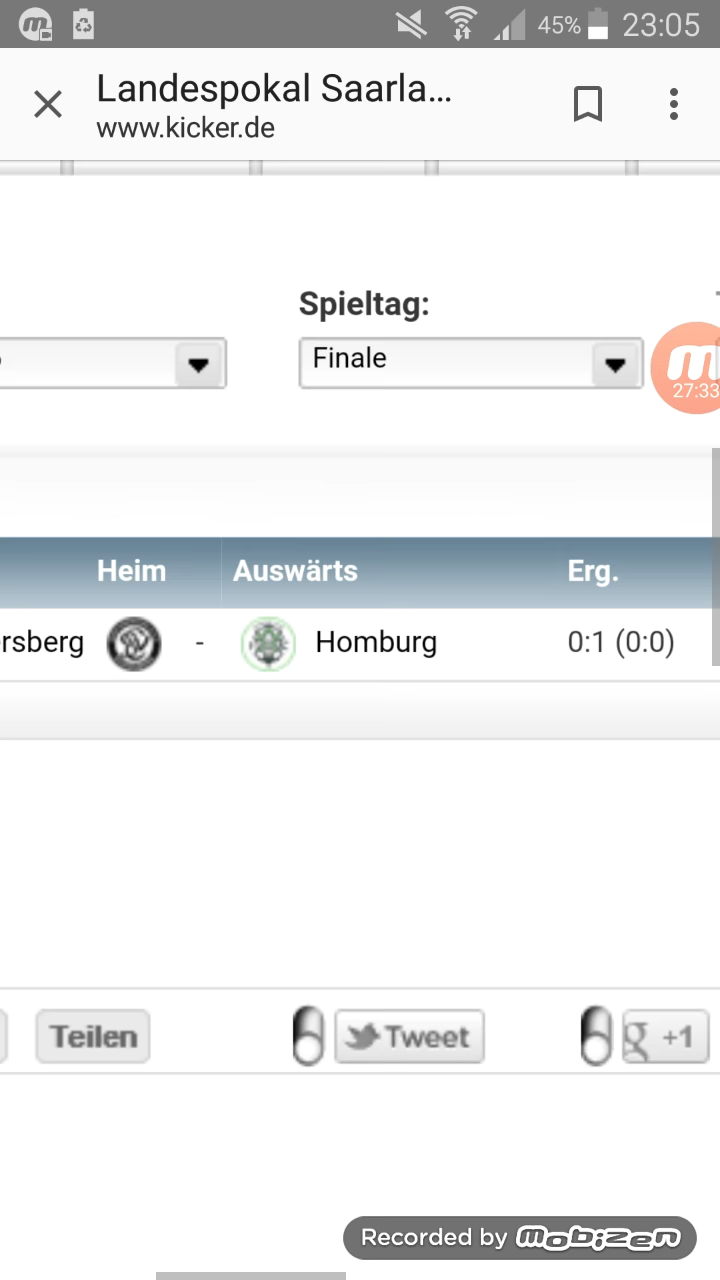 45% 23:05
Landespokal Saarla...
www.kicker.de
Spieltag:
Finale
27:33
Heim Auswärts Erg.
rsberg - Homburg 0:1 (0:0)
Teilen Tweet g +1
Recorded by mobizen